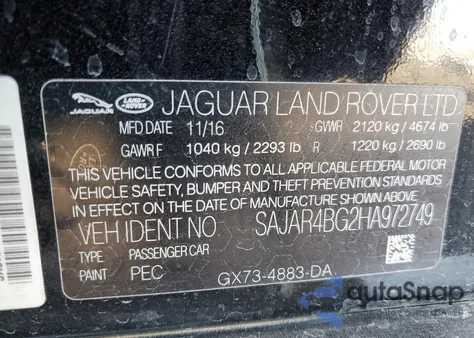 JAGUAR LAND ROVER JAGUAR LAND ROVER LTD.
MFD DATE 11/16 GVWR 2120 kg / 4674 lb
GAWR F 1040 kg / 2293 lb R 1220 kg / 2690 lb
THIS VEHICLE CONFORMS TO ALL APPLICABLE FEDERAL MOTOR
VEHICLE SAFETY, BUMPER AND THEFT PREVENTION STANDARDS
IN EFFECT ON THE DATE OF MANUFACTURE SHOWN ABOVE.
VEH IDENT NO. SAJAR4BG2HA972749
TYPE PASSENGER CAR
PAINT PEC
GX73-4883-DA